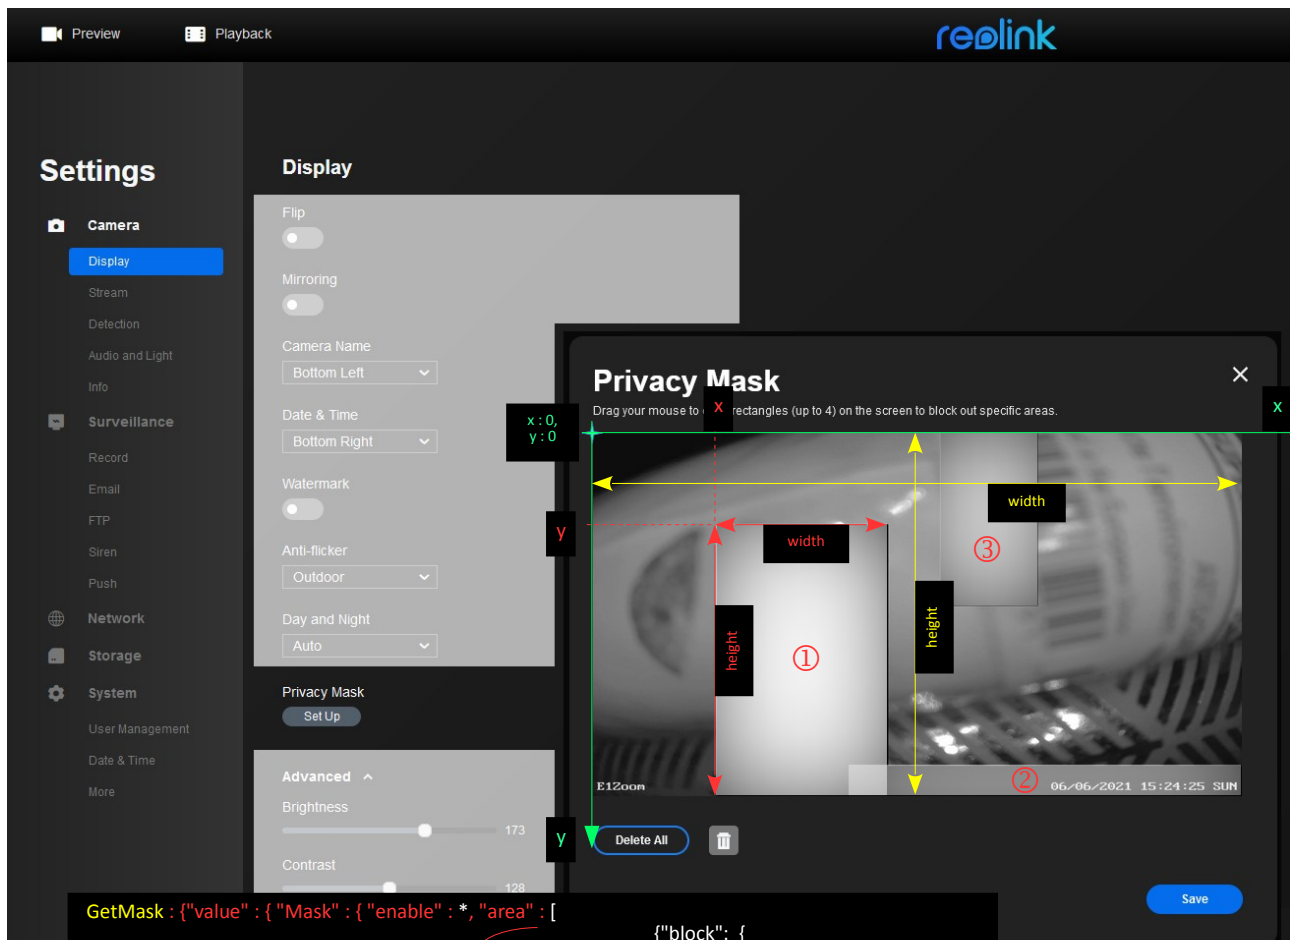 Preview
Playback
reolink
Settings
Camera
Display
Stream
Detection
Audio and Light
Info
Surveillance
Record
Email
FTP
Siren
Push
Network
Storage
System
User Management
Date & Time
More
Display
Flip
Mirroring
Camera Name
Bottom Left
Date & Time
Bottom Right
Watermark
Anti-flicker
Outdoor
Day and Night
Auto
Privacy Mask
Set Up
Advanced
Brightness
173
Contrast
128
Privacy Mask
Drag your mouse to rectangles (up to 4) on the screen to block out specific areas.
x
x
x : 0,
y : 0
width
y
width
③
height
height
①
②
E1Zoom
06/06/2021 15:24:25 SUN
y
Delete All
Save
GetMask : {"value" : { "Mask" : { "enable" : *, "area" : [
{"block": {